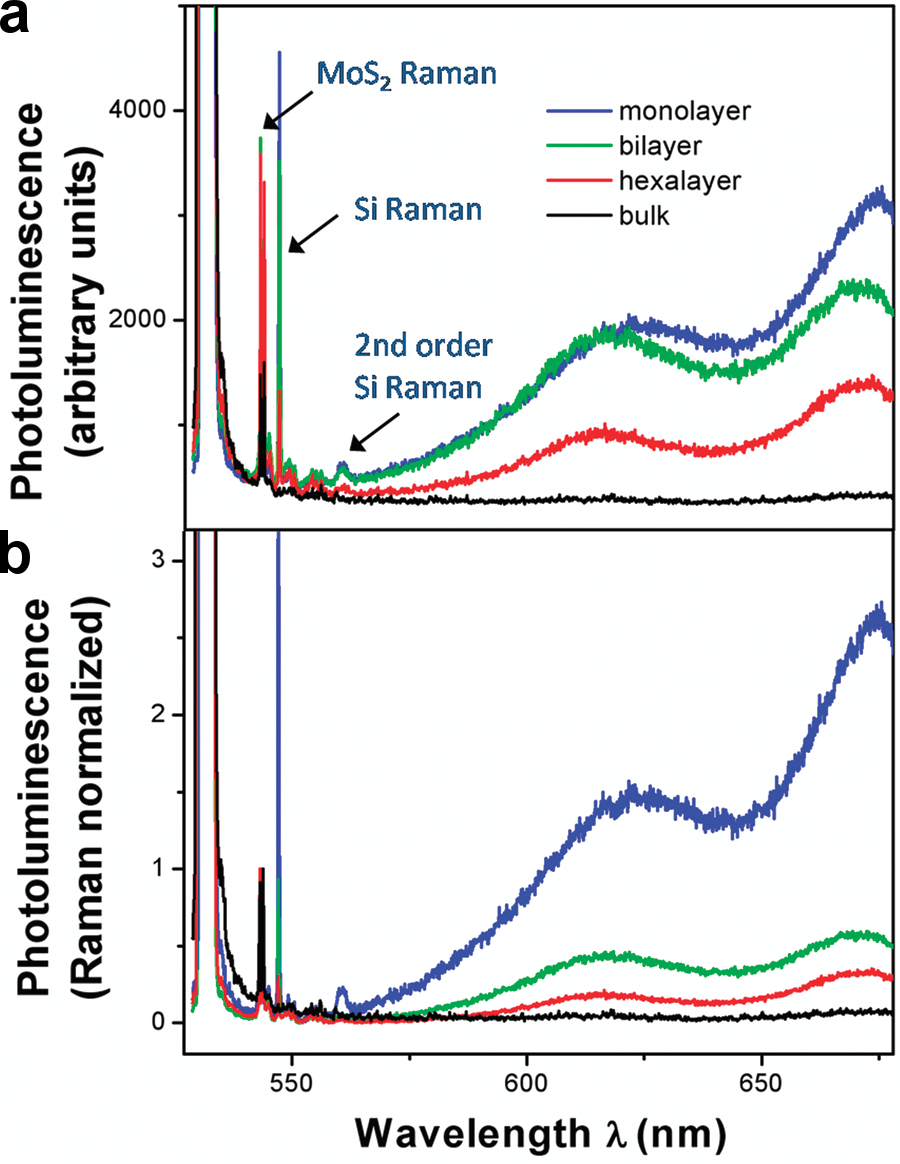 a
Photoluminescence
(arbitrary units)
4000
2000
MoS₂ Raman
Si Raman
2nd order
Si Raman
monolayer
bilayer
hexalayer
bulk
b
Photoluminescence
(Raman normalized)
3
2
1
0
550
600
650
Wavelength λ (nm)